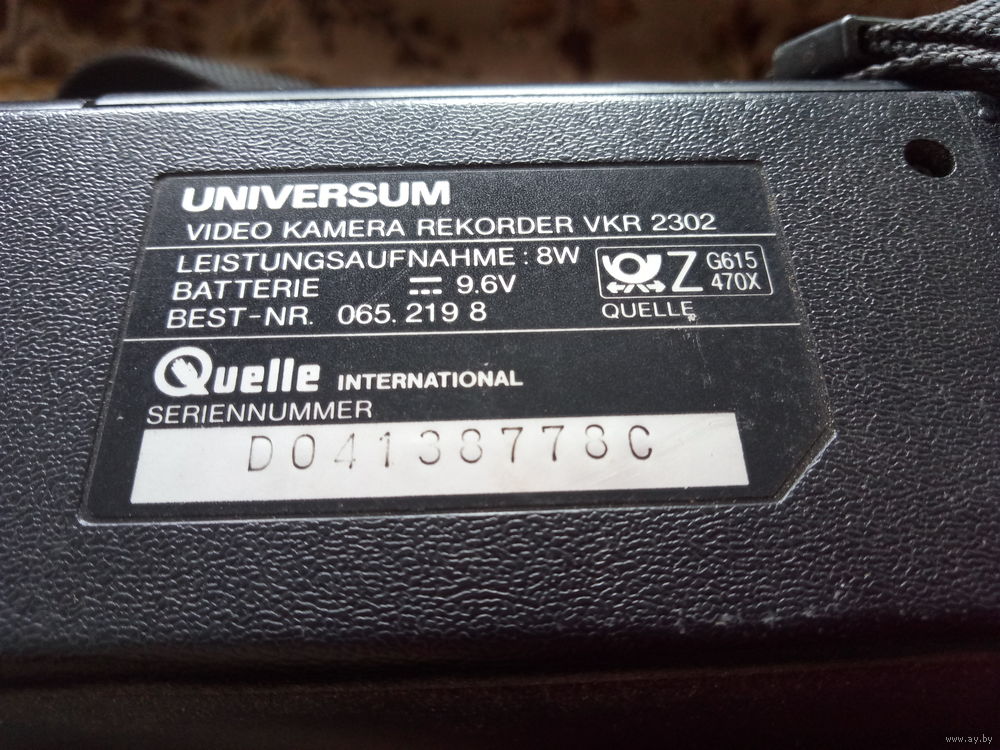 UNIVERSUM
VIDEO KAMERA REKORDER VKR 2302
LEISTUNGSAUFNAHME : 8W
BATTERIE 9.6V
BEST-NR. 065. 219 8
Z G615
470X
QUELLE
Quelle INTERNATIONAL
SERIENNUMMER
D04138778C
www.ay.by